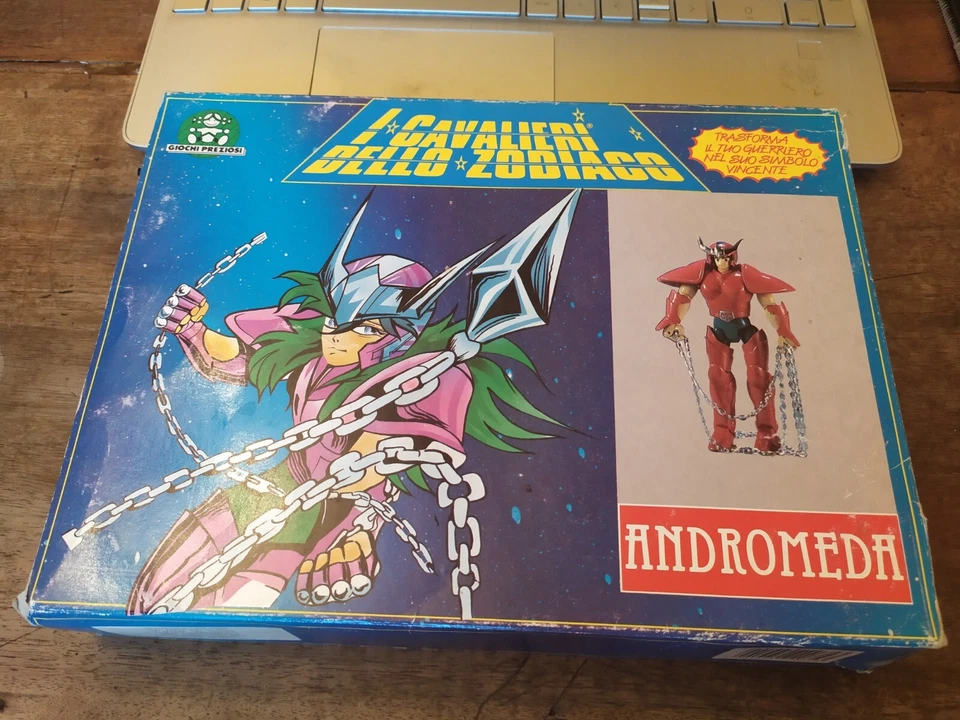 GIOCHI PREZIOSI
I CAVALIERI®
DELLO ZODIACO
TRASFORMA
IL TUO GUERRIERO
NEL SUO SIMBOLO
VINCENTE
ANDROMEDA